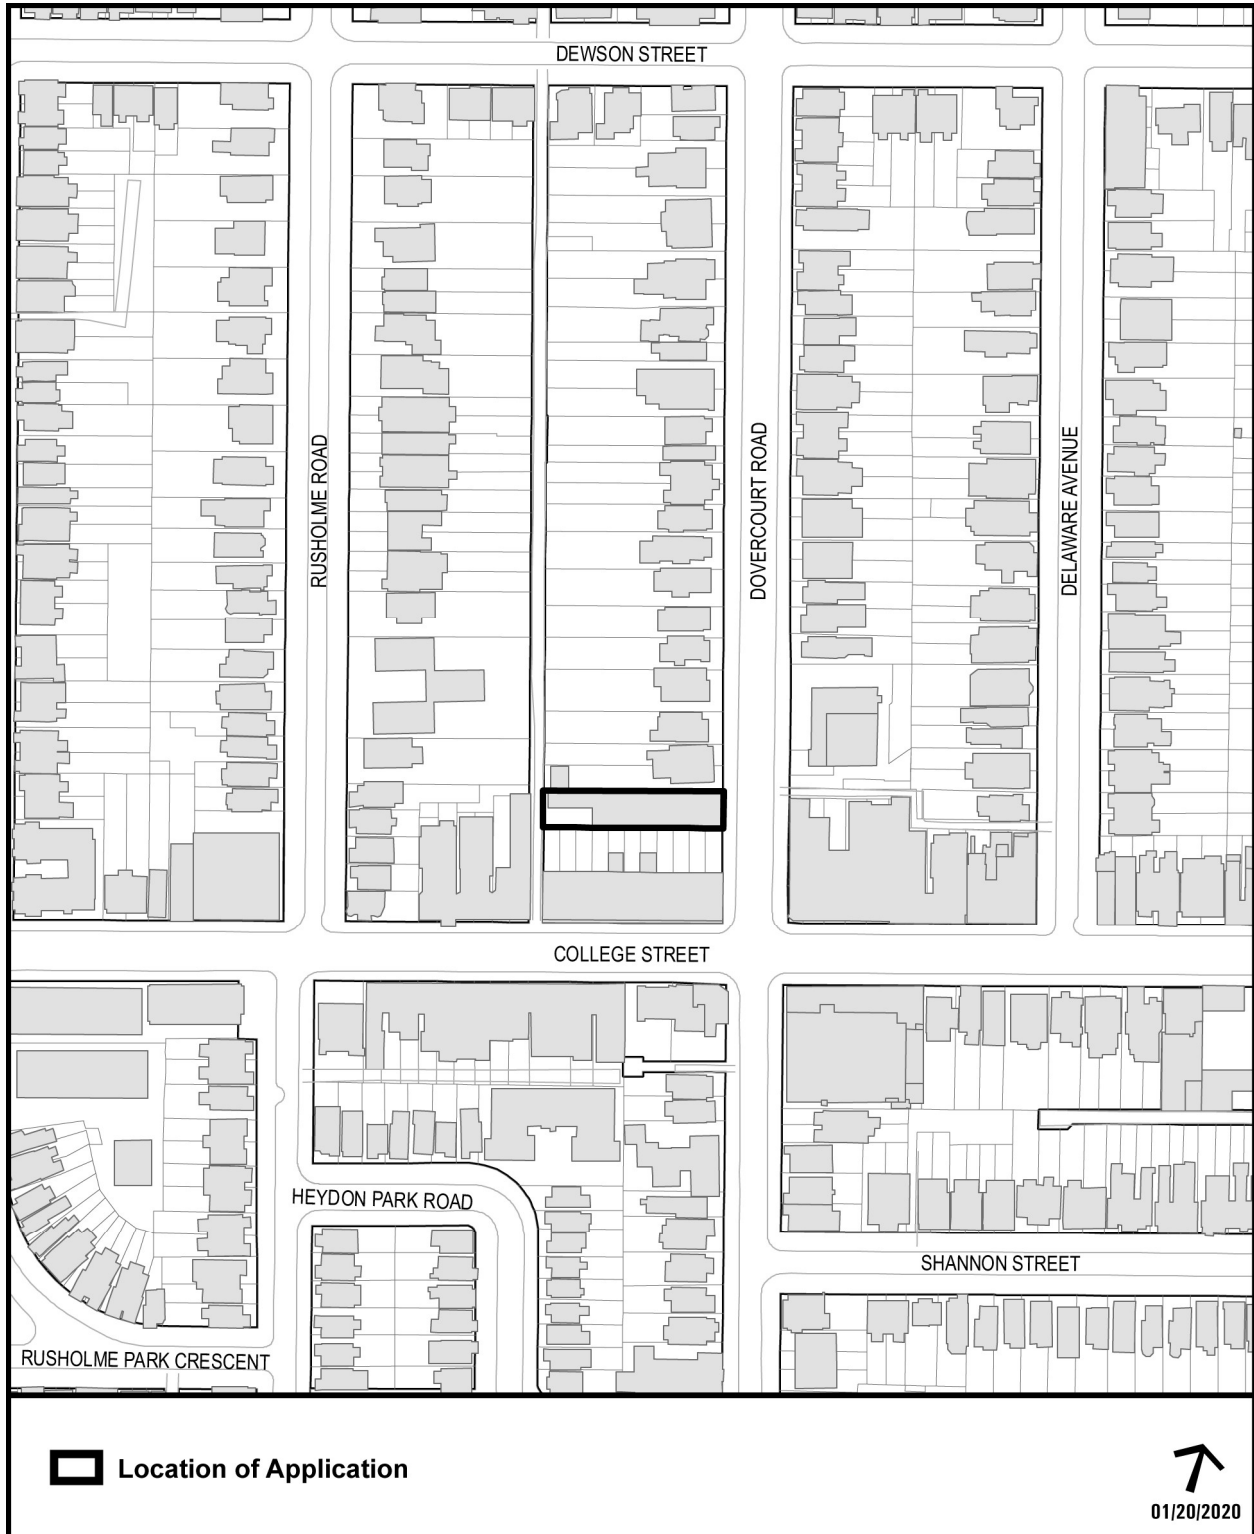 DEWSON STREET
RUSHOLME ROAD
DOVERCOURT ROAD
DELAWARE AVENUE
COLLEGE STREET
HEYDON PARK ROAD
SHANNON STREET
RUSHOLME PARK CRESCENT
Location of Application
01/20/2020